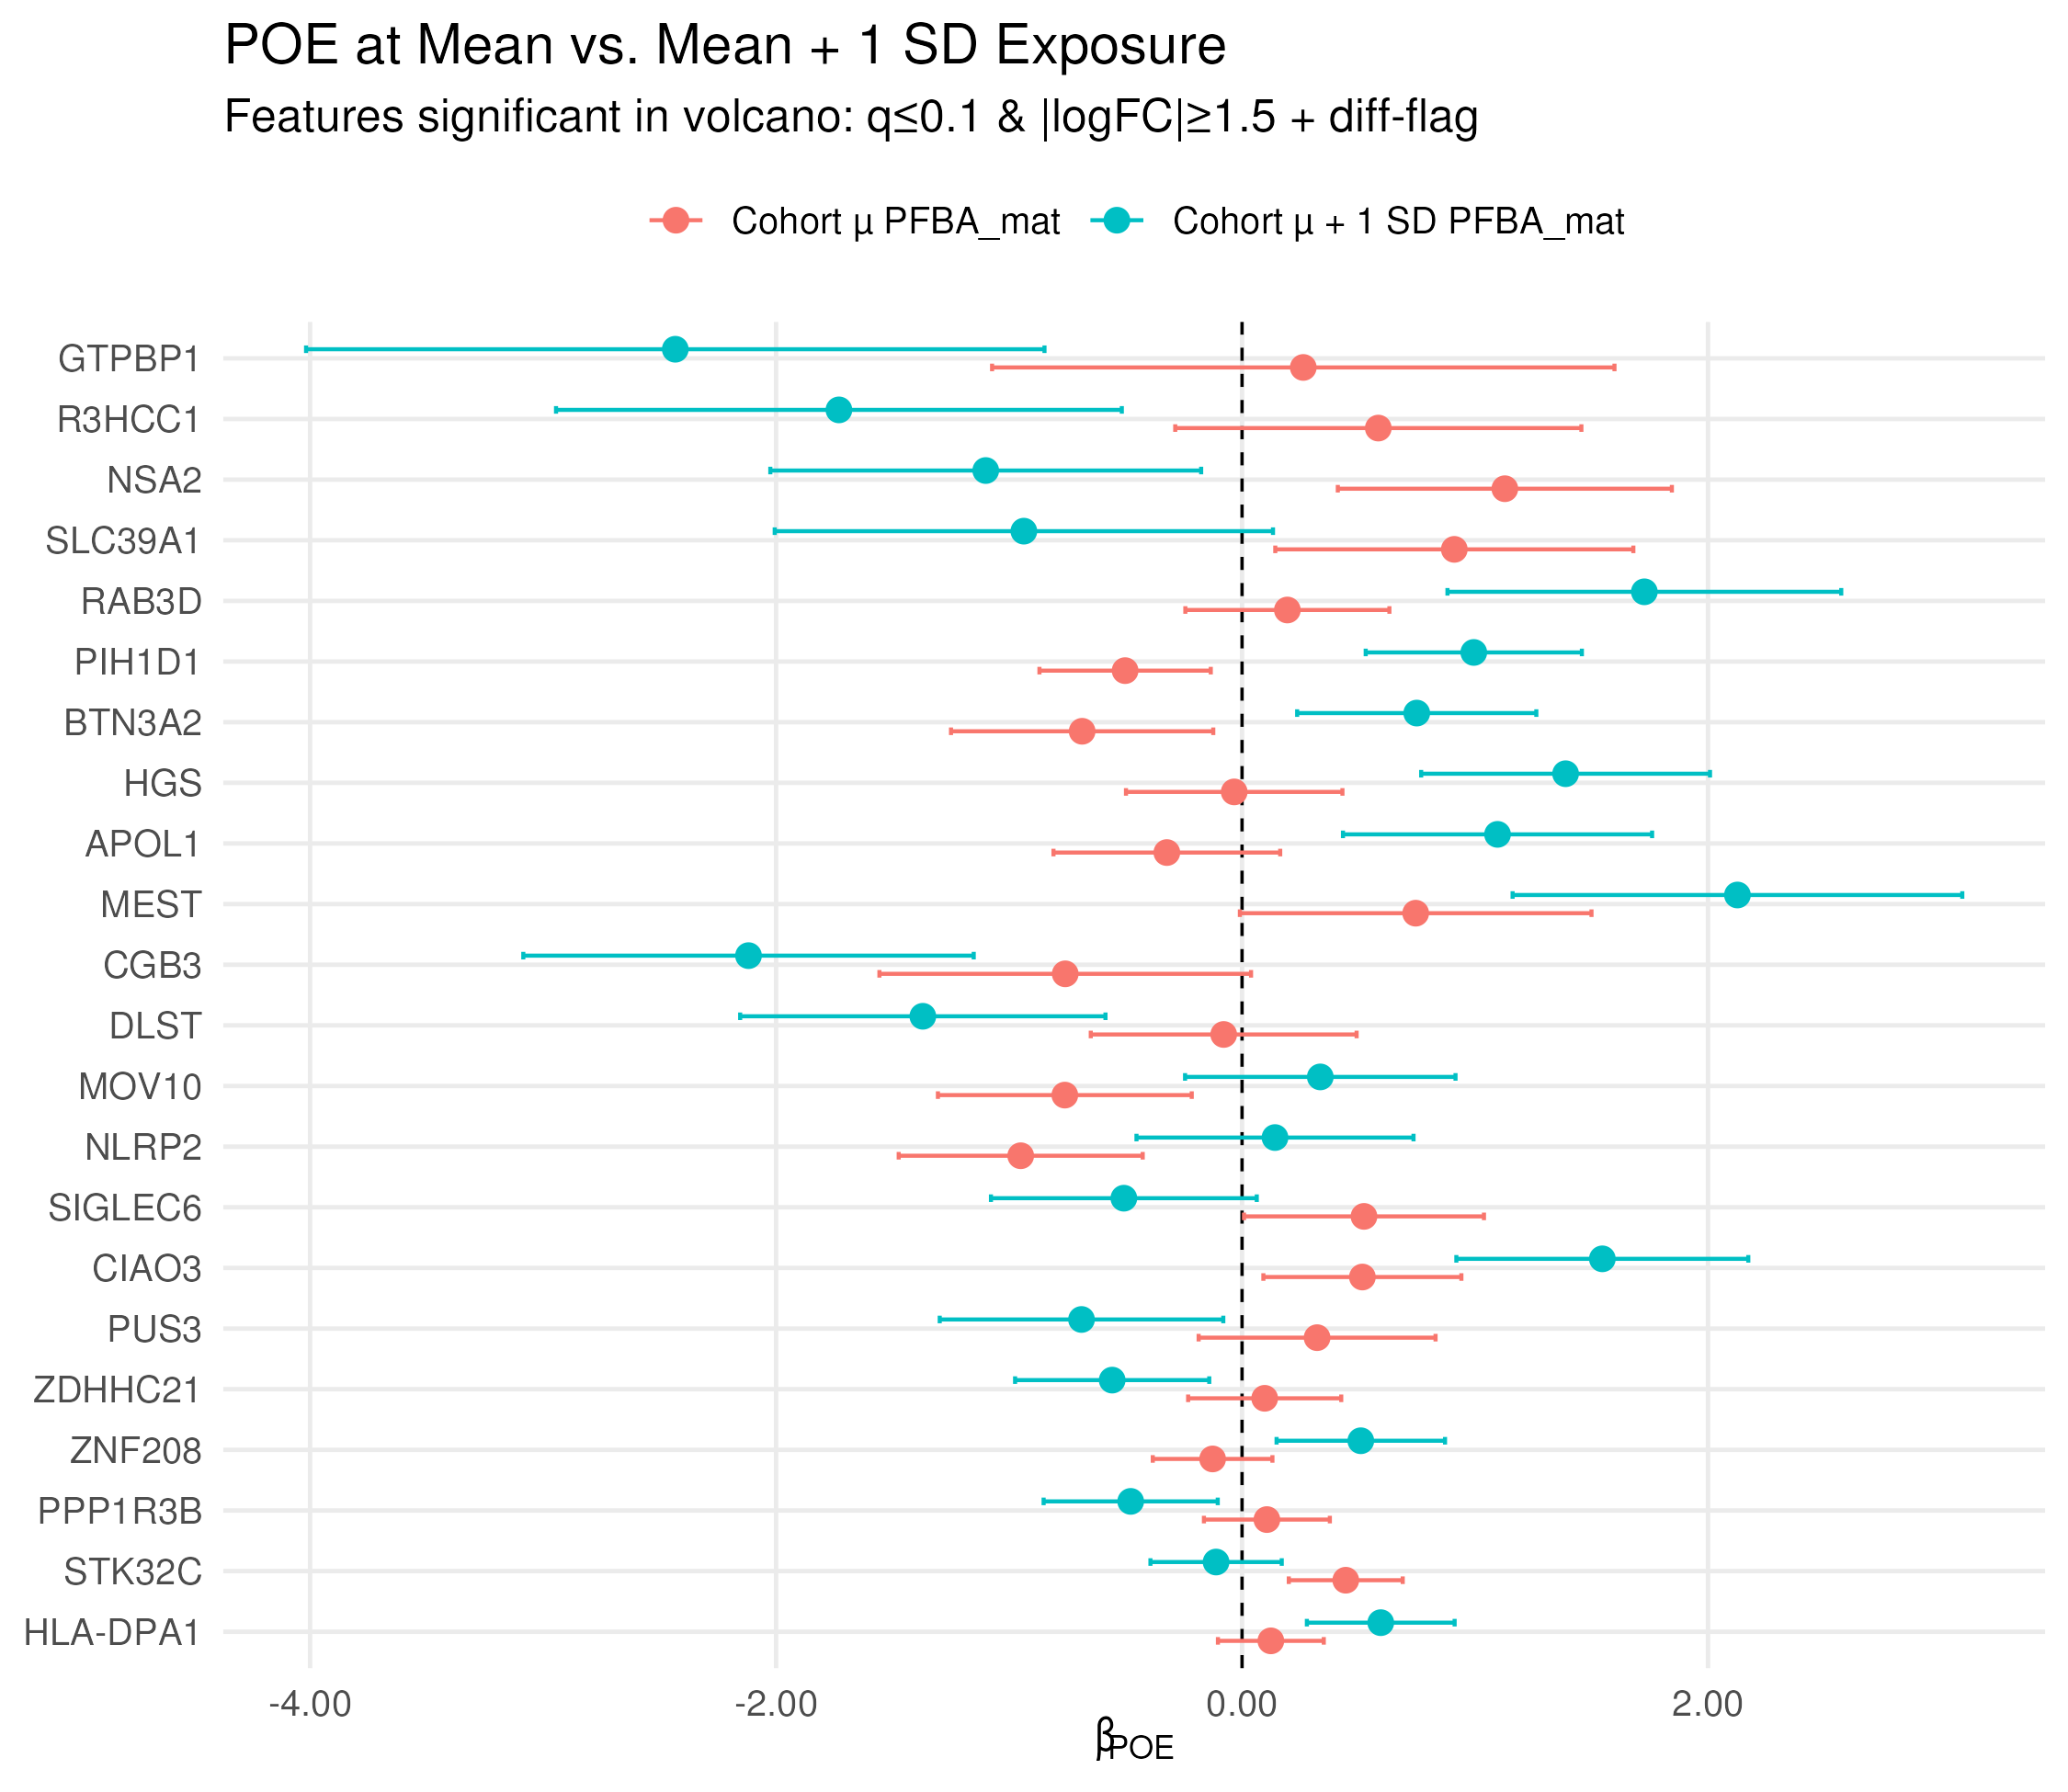 POE at Mean vs. Mean + 1 SD Exposure
Features significant in volcano: q≤0.1 & |logFC|≥1.5 + diff-flag
Cohort μ PFBA_mat
Cohort μ + 1 SD PFBA_mat
GTPBP1
R3HCC1
NSA2
SLC39A1
RAB3D
PIH1D1
BTN3A2
HGS
APOL1
MEST
CGB3
DLST
MOV10
NLRP2
SIGLEC6
CIAO3
PUS3
ZDHHC21
ZNF208
PPP1R3B
STK32C
HLA-DPA1
-4.00
-2.00
0.00
2.00
βPOE